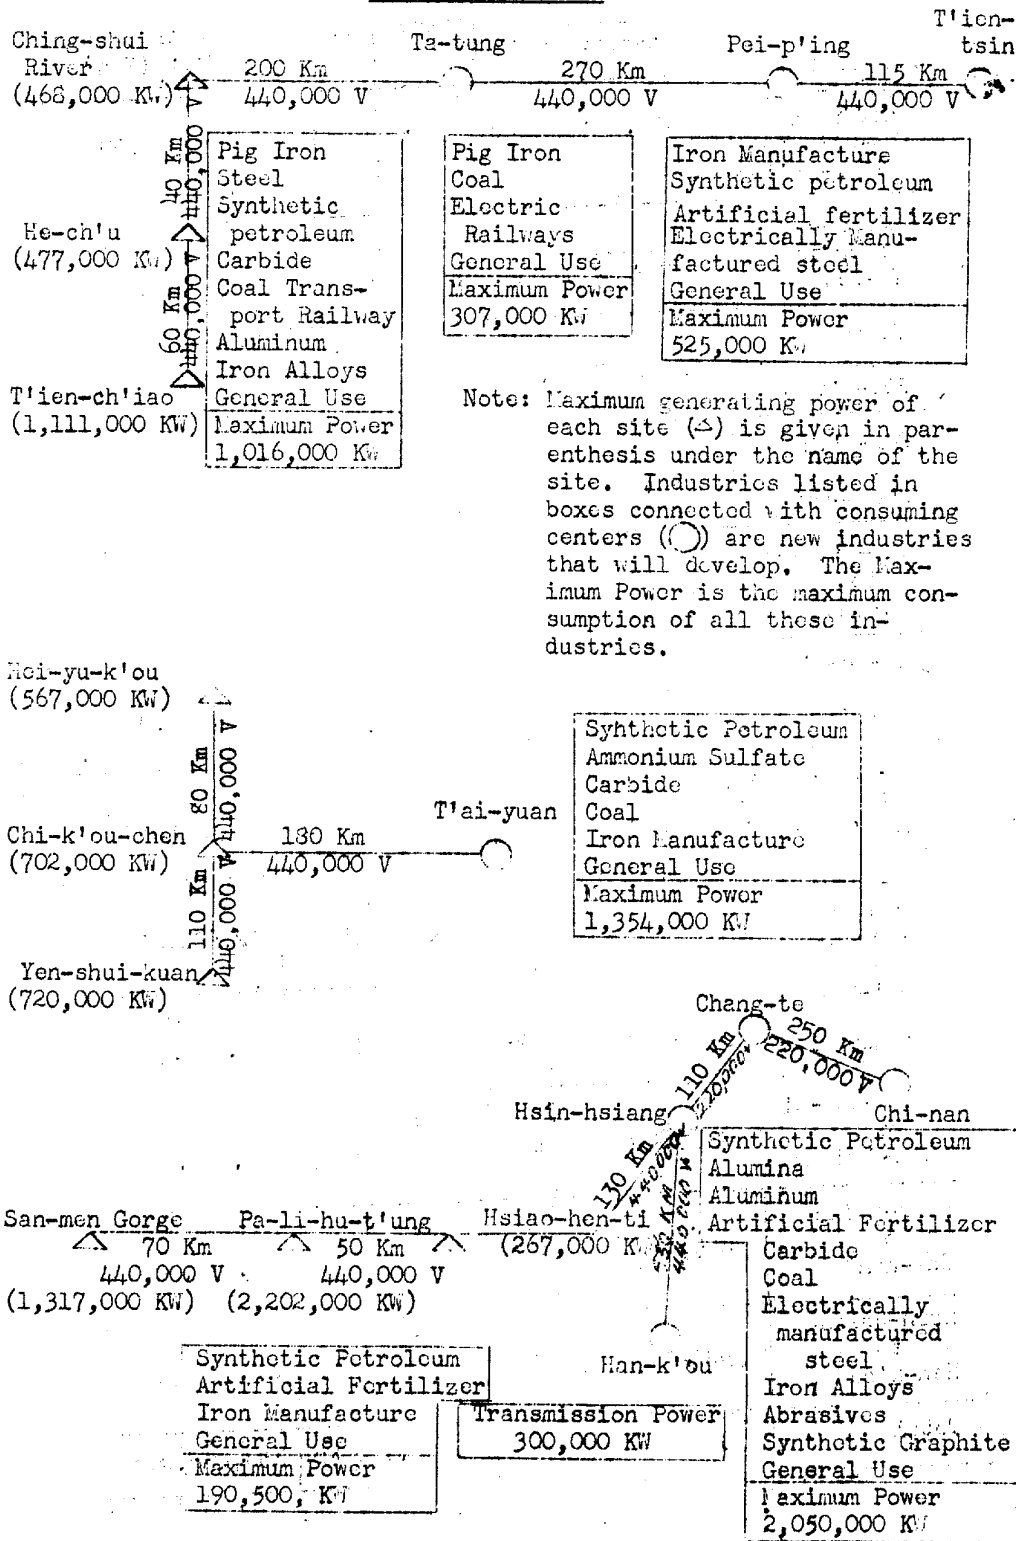 T'ien-
tsin
Ching-shui
River
(468,000 KW)
Ta-tung
Pei-p'ing
200 Km
440,000 V
270 Km
440,000 V
115 Km
440,000 V
40 Km
440,000 V
He-ch'u
(477,000 KW)
60 Km
440,000 V
T'ien-ch'iao
(1,111,000 KW)
Pig Iron
Steel
Synthetic
petroleum
Carbide
Coal Trans-
port Railway
Aluminum
Iron Alloys
General Use
Maximum Power
1,016,000 KW
Pig Iron
Coal
Electric
Railways
General Use
Maximum Power
307,000 KW
Iron Manufacture
Synthetic petroleum
Artificial fertilizer
Electrically Manu-
factured steel
General Use
Maximum Power
525,000 KW
Note: Maximum generating power of
each site (△) is given in par-
enthesis under the name of the
site. Industries listed in
boxes connected with consuming
centers (◯) are new industries
that will develop. The Max-
imum Power is the maximum con-
sumption of all these in-
dustries.
Hei-yu-k'ou
(567,000 KW)
80 Km
440,000 V
Chi-k'ou-chen
(702,000 KW)
180 Km
440,000 V
T'ai-yuan
110 Km
440,000 V
Yen-shui-kuan
(720,000 KW)
Syhthetic Petroleum
Ammonium Sulfate
Carbide
Coal
Iron Manufacture
General Use
Maximum Power
1,354,000 KW
Chang-te
110 Km
220,000V
250 Km
220,000 V
Hsin-hsiang
Chi-nan
130 Km
440000V
Km
440000 V
San-men Gorge
Pa-li-hu-t'ung
Hsiao-hen-ti
(267,000 KW)
70 Km
440,000 V
(1,317,000 KW)
50 Km
440,000 V
(2,202,000 KW)
Han-k'ou
Synthetic Petroleum
Artificial Fertilizer
Iron Manufacture
General Use
Maximum Power
190,500, KW
Transmission Power
300,000 KW
Synthetic Petroleum
Alumina
Aluminum
Artificial Fertilizer
Carbide
Coal
Electrically
manufactured
steel
Iron Alloys
Abrasives
Synthetic Graphite
General Use
Maximum Power
2,050,000 KW